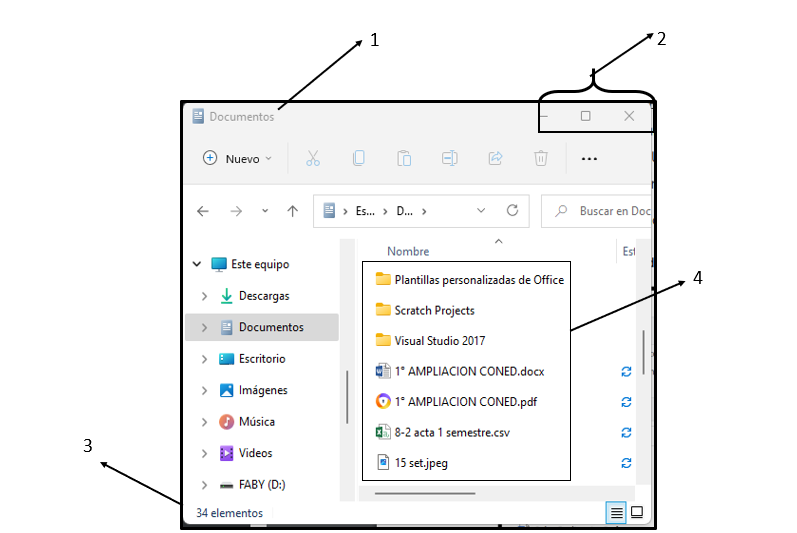 1
2
Documentos
Nuevo
Es... > D... >
Buscar en Doc
Nombre
Est
Este equipo
Descargas
Documentos
Escritorio
Imágenes
Música
Videos
FABY (D:)
Plantillas personalizadas de Office
Scratch Projects
Visual Studio 2017
1° AMPLIACION CONED.docx
1° AMPLIACION CONED.pdf
8-2 acta 1 semestre.csv
15 set.jpeg
4
3
34 elementos